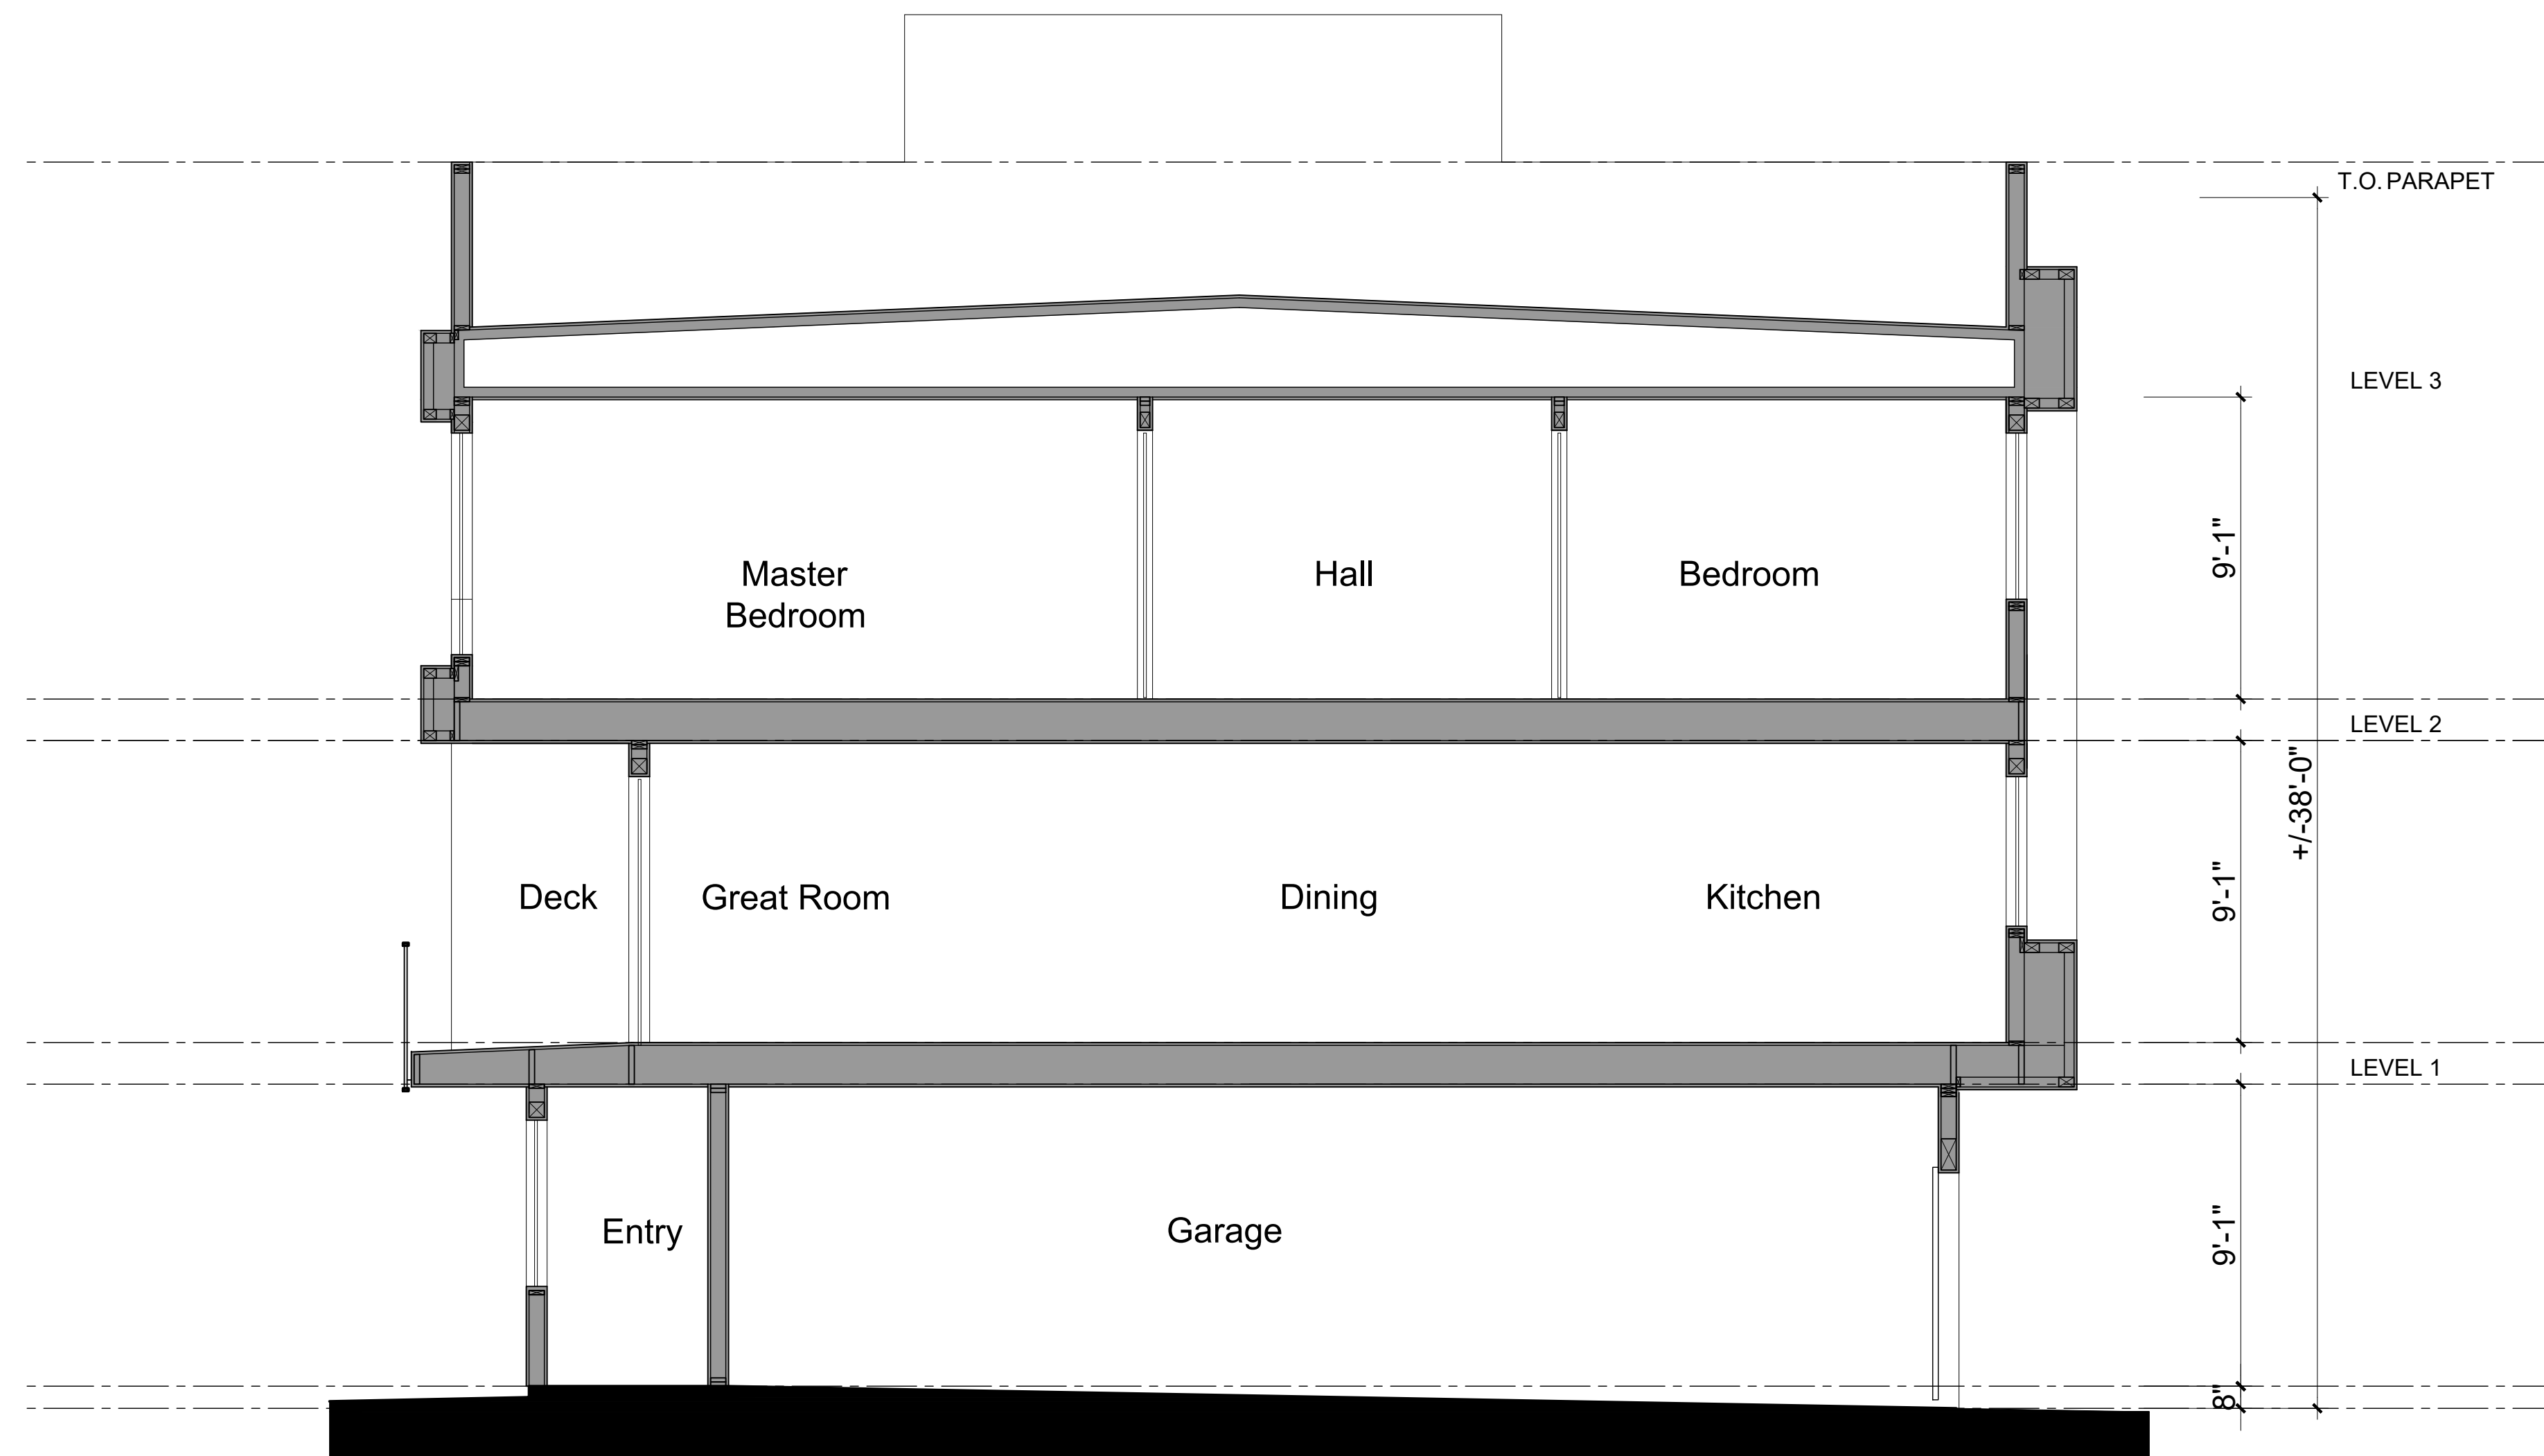 T.O. PARAPET
LEVEL 3
9'-1"
Master
Bedroom
Hall
Bedroom
LEVEL 2
+/-38'-0"
9'-1"
Deck
Great Room
Dining
Kitchen
LEVEL 1
9'-1"
Entry
Garage
8"